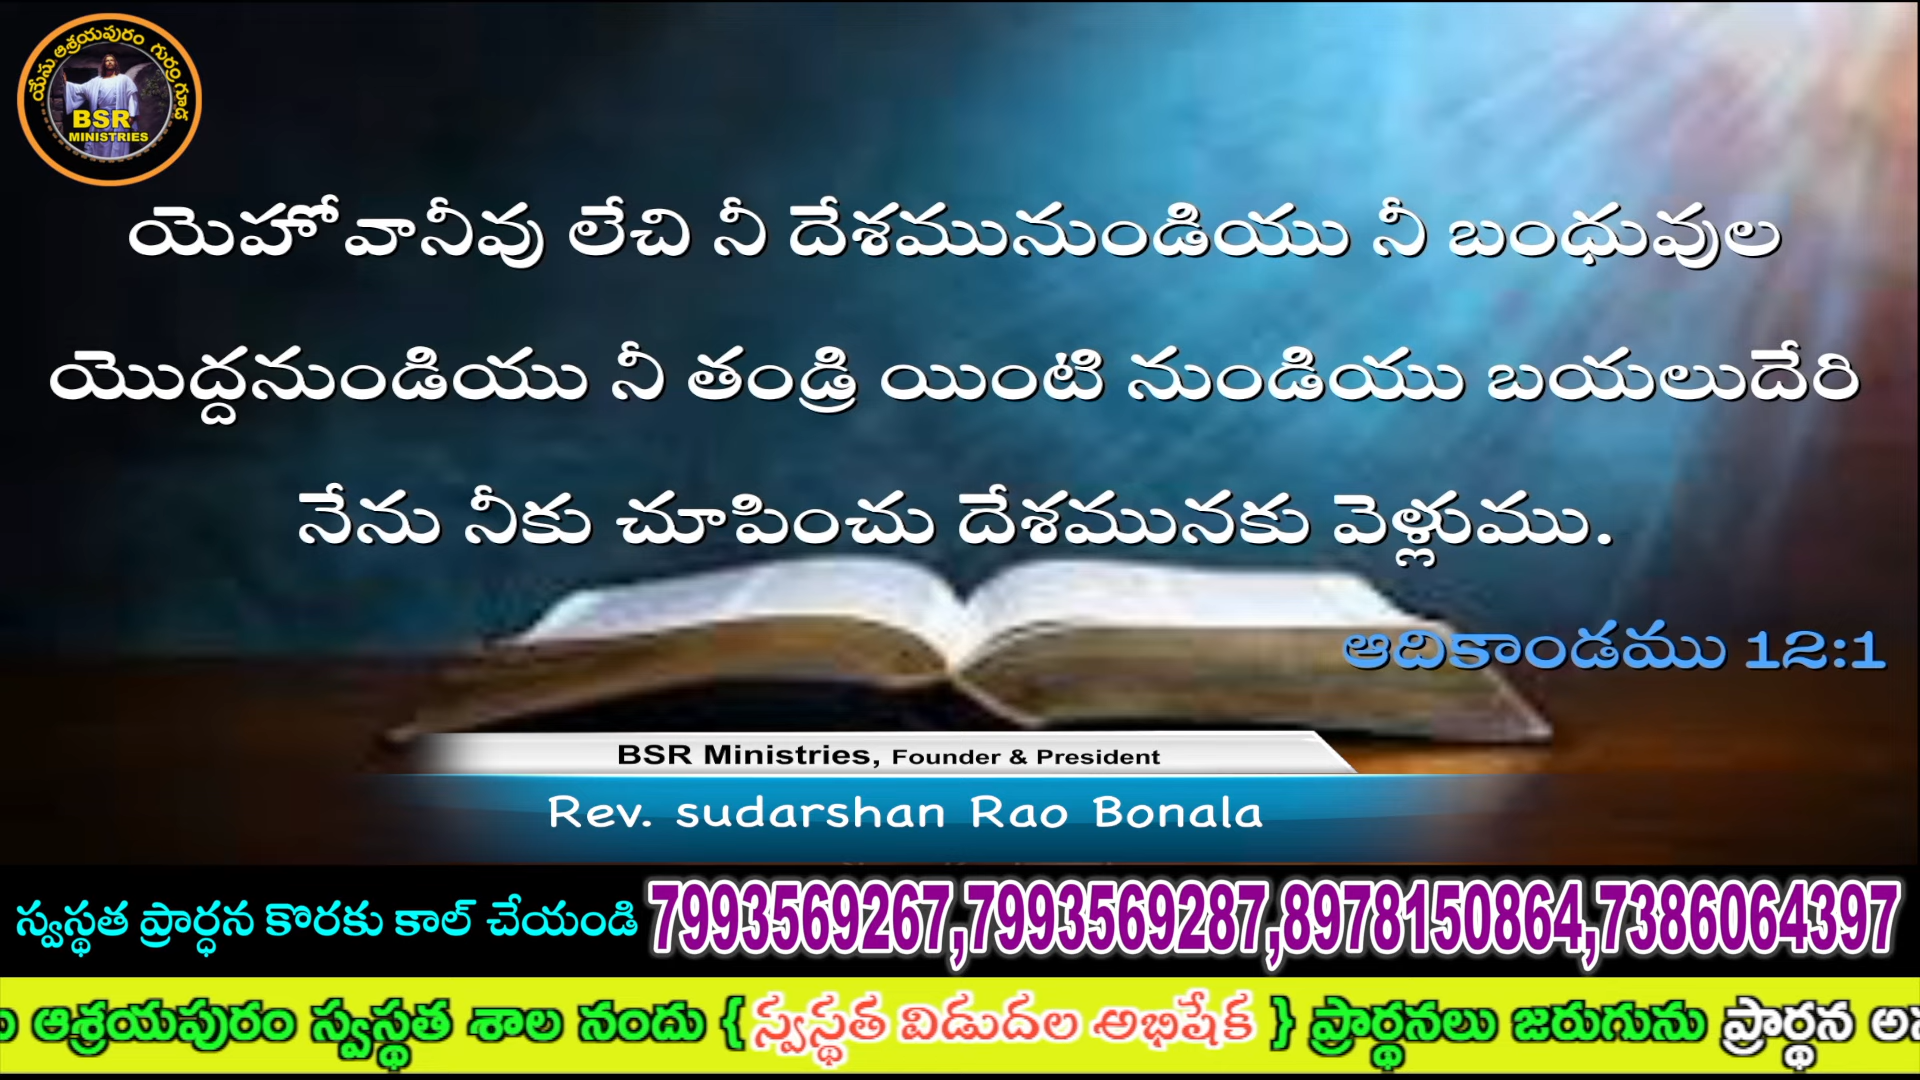 యేసు ఆశ్రయపురం గుర్రంగూడ
BSR
MINISTRIES
యెహోవానీవు లేచి నీ దేశమునుండియు నీ బంధువుల
యొద్దనుండియు నీ తండ్రి యింటి నుండియు బయలుదేరి
నేను నీకు చూపించు దేశమునకు వెళ్లుము.
ఆదికాండము 12:1
BSR Ministries, Founder & President
Rev. sudarshan Rao Bonala
స్వస్థత ప్రార్ధన కొరకు కాల్ చేయండి 7993569267,7993569287,8978150864,7386064397
ఆశ్రయపురం స్వస్థత శాల నందు { స్వస్థత విడుదల అభిషేక } ప్రార్థనలు జరుగును ప్రార్థన